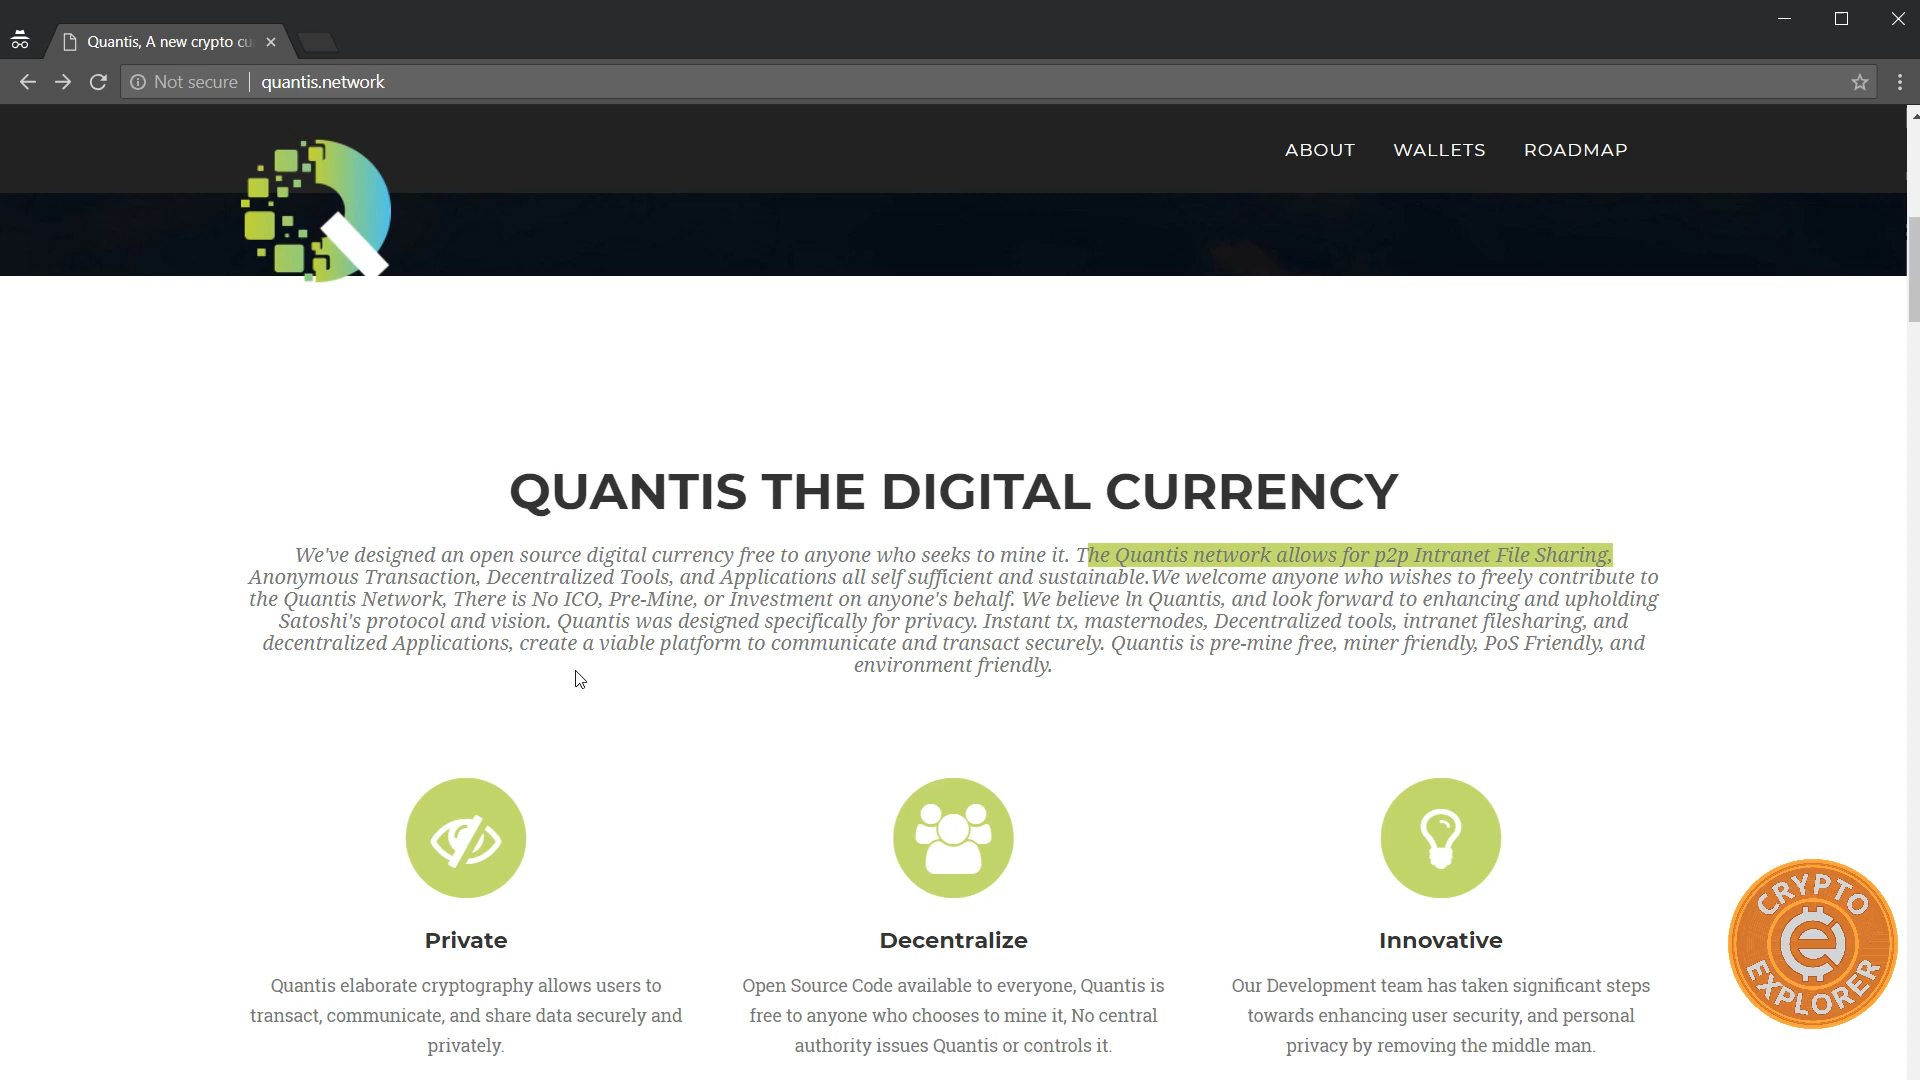 Quantis, A new crypto cu
Not secure
quantis.network
ABOUT WALLETS ROADMAP
QUANTIS THE DIGITAL CURRENCY
We've designed an open source digital currency free to anyone who seeks to mine it. The Quantis network allows for p2p Intranet File Sharing,
Anonymous Transaction, Decentralized Tools, and Applications all self sufficient and sustainable.We welcome anyone who wishes to freely contribute to
the Quantis Network, There is No ICO, Pre-Mine, or Investment on anyone's behalf. We believe ln Quantis, and look forward to enhancing and upholding
Satoshi's protocol and vision. Quantis was designed specifically for privacy. Instant tx, masternodes, Decentralized tools, intranet filesharing, and
decentralized Applications, create a viable platform to communicate and transact securely. Quantis is pre-mine free, miner friendly, PoS Friendly, and
environment friendly.
Private
Quantis elaborate cryptography allows users to
transact, communicate, and share data securely and
privately.
Decentralize
Open Source Code available to everyone, Quantis is
free to anyone who chooses to mine it, No central
authority issues Quantis or controls it.
Innovative
Our Development team has taken significant steps
towards enhancing user security, and personal
privacy by removing the middle man.
CRYPTO
EXPLORER